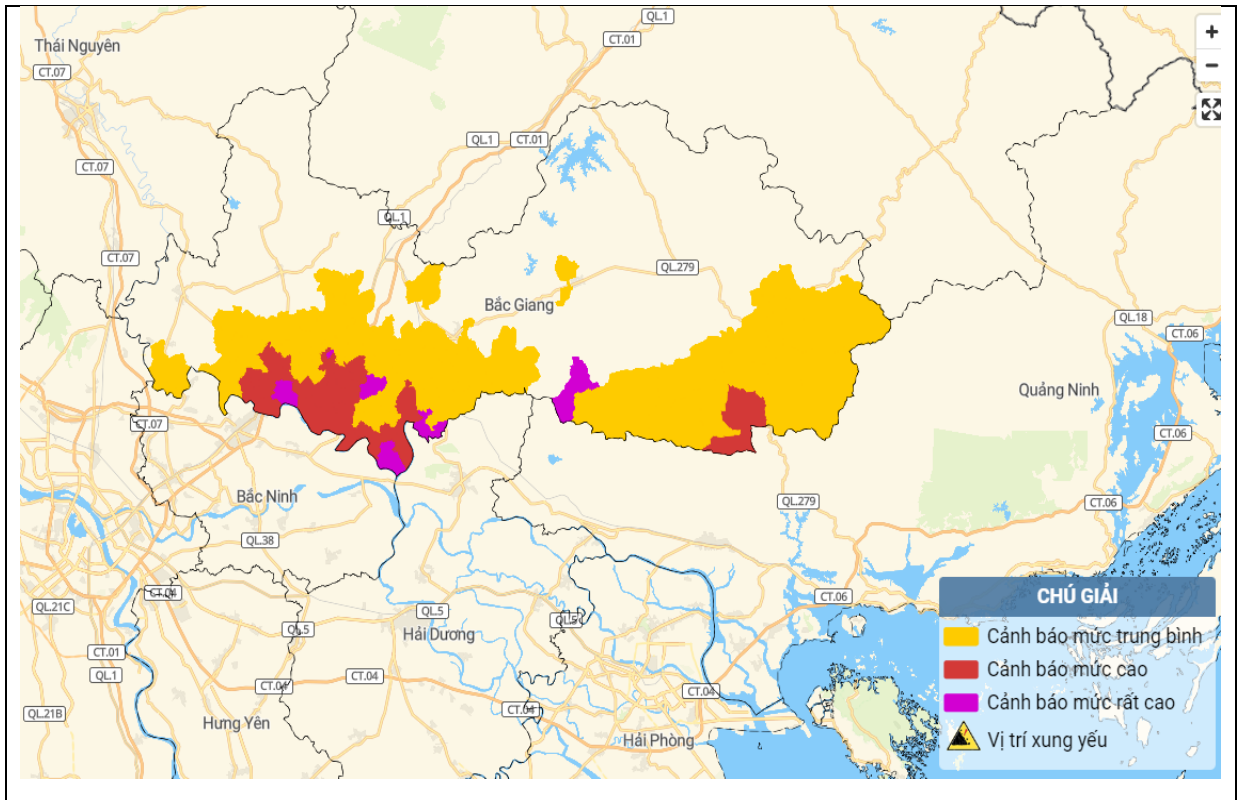 QL.1
Thái Nguyên
CT.01
+
CT.07
−
QL.1
CT.01
CT.07
QL.1
CT.07
QL.279
Bắc Giang
QL.18
CT.06
Quảng Ninh
CT.07
CT.06
Bắc Ninh
QL.279
CT.06
QL.38
CHÚ GIẢI
CT.04
CT.06
QL.21C
QL.5
QL.5
Hải Dương
Cảnh báo mức trung bình
CT.01
Cảnh báo mức cao
QL.1
CT.04
CT.04
CT.04
Cảnh báo mức rất cao
QL.21B
CT.04
Hưng Yên
Hải Phòng
Vị trí xung yếu